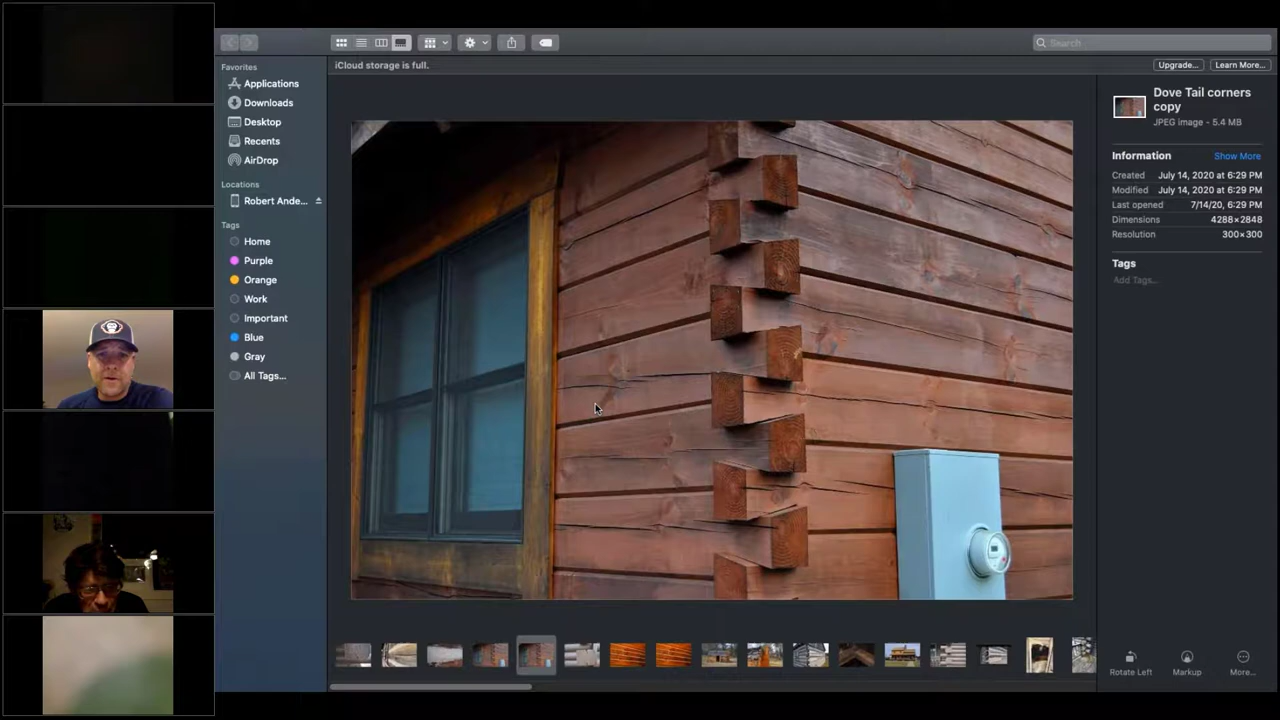 Search
iCloud storage is full.
Upgrade...
Learn More...
Favorites
Applications
Downloads
Desktop
Recents
AirDrop
Locations
Robert Ande...
Tags
Home
Purple
Orange
Work
Important
Blue
Gray
All Tags...
Dove Tail corners
copy
JPEG image - 5.4 MB
Information
Show More
Created July 14, 2020 at 6:29 PM
Modified July 14, 2020 at 6:29 PM
Last opened 7/14/20, 6:29 PM
Dimensions 4288×2848
Resolution 300×300
Tags
Add Tags...
Rotate Left
Markup
More...